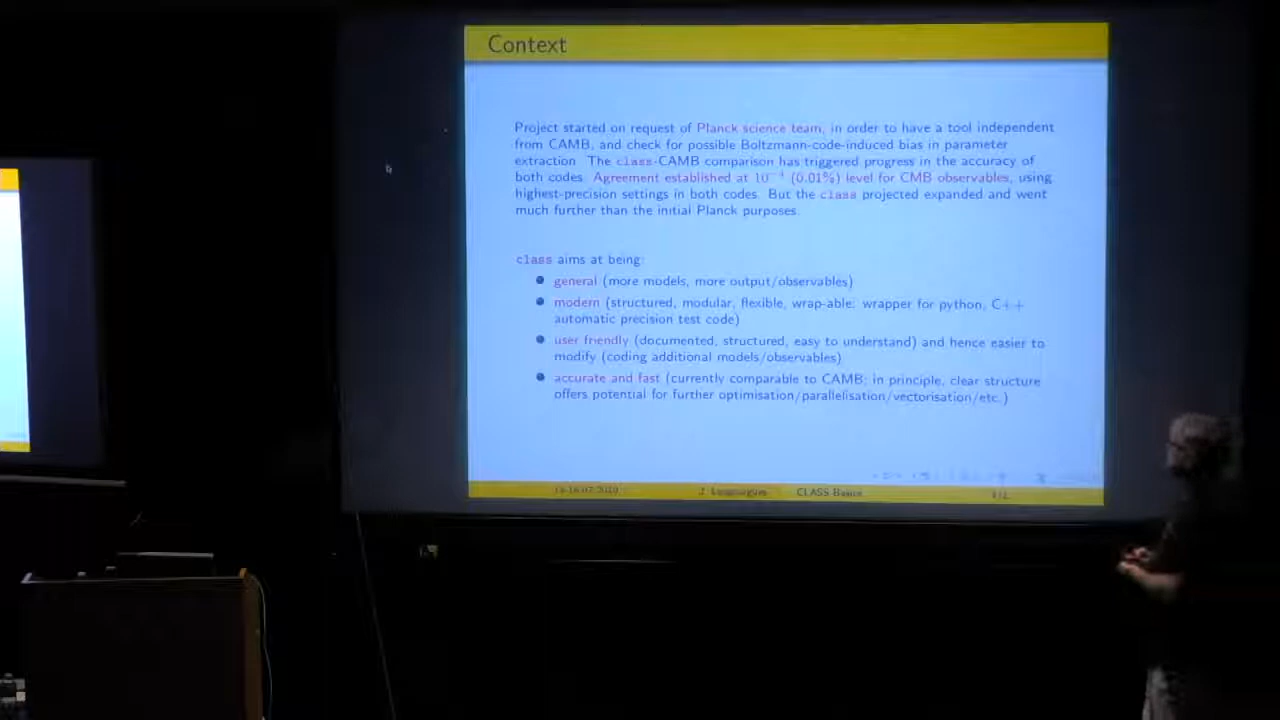 Context
Project started on request of Planck science team, in order to have a tool independent
from CAMB, and check for possible Boltzmann-code-induced bias in parameter
extraction. The class-CAMB comparison has triggered progress in the accuracy of
both codes. Agreement established at 10⁻⁴ (0.01%) level for CMB observables, using
highest-precision settings in both codes. But the class projected expanded and went
much further than the initial Planck purposes.
class aims at being:
general (more models, more output/observables)
modern (structured, modular, flexible, wrap-able: wrapper for python, C++
automatic precision test code)
user friendly (documented, structured, easy to understand) and hence easier to
modify (coding additional models/observables)
accurate and fast (currently comparable to CAMB; in principle, clear structure
offers potential for further optimisation/parallelisation/vectorisation/etc.)
J. Lesgourgues CLASS Basics